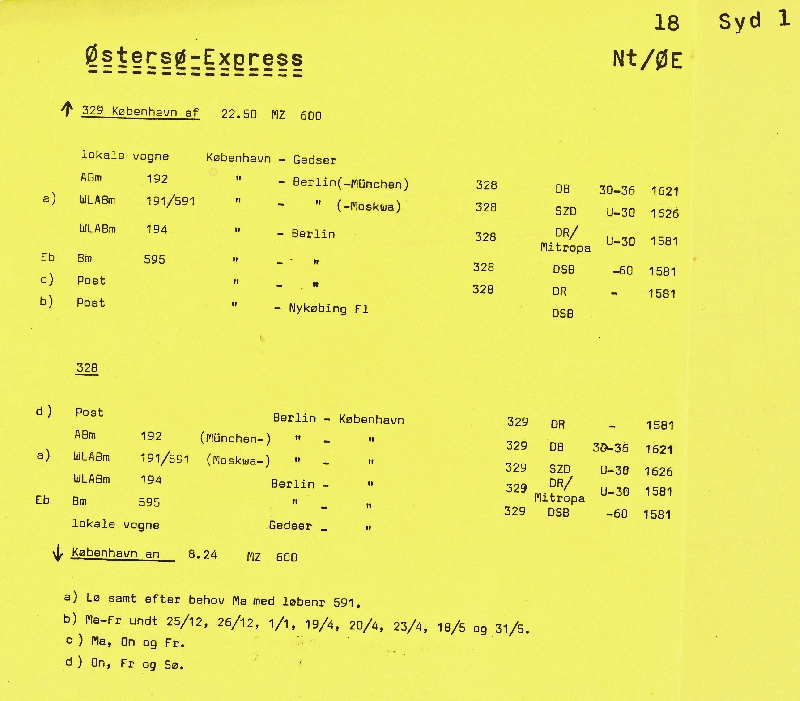 18 Syd 1
Østersø-Express Nt/ØE
↑ 329 København af 22.50 MZ 600
lokale vogne København - Gedser
ABm 192 " - Berlin(-München) 328 DB 30-36 1621
a) WLABm 191/591 " - " (-Moskwa) 328 SZD U-30 1626
WLABm 194 " - Berlin 328 DR/ Mitropa U-30 1581
Eb Bm 595 " - " 328 DSB -60 1581
c) Post " - " 328 DR - 1581
b) Post " - Nykøbing Fl DSB
328
d) Post Berlin - København 329 DR - 1581
ABm 192 (München-) " - " 329 DB 30-36 1621
a) WLABm 191/591 (Moskwa-) " - " 329 SZD U-30 1626
WLABm 194 Berlin - " 329 DR/ Mitropa U-30 1581
Eb Bm 595 " - " 329 DSB -60 1581
lokale vogne Gedser - "
↓ København an 8.24 MZ 600
a) Lø samt efter behov Ma med løbenr 591.
b) Ma-Fr undt 25/12, 26/12, 1/1, 19/4, 20/4, 23/4, 18/5 og 31/5.
c) Ma, On og Fr.
d) On, Fr og Sø.